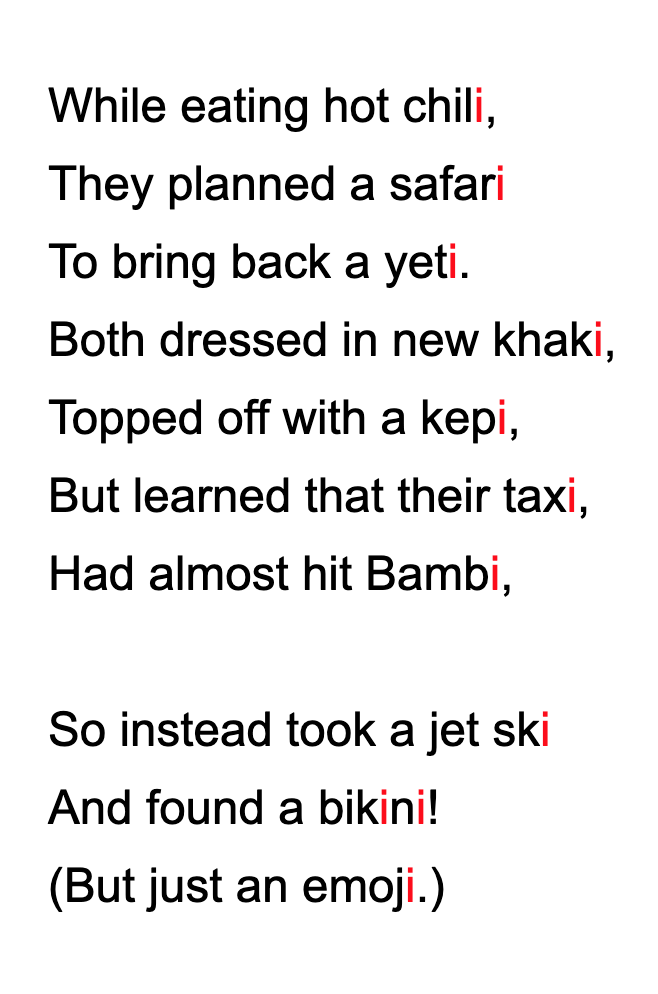 While eating hot chili,
They planned a safari
To bring back a yeti.
Both dressed in new khaki,
Topped off with a kepi,
But learned that their taxi,
Had almost hit Bambi,
So instead took a jet ski
And found a bikini!
(But just an emoji.)